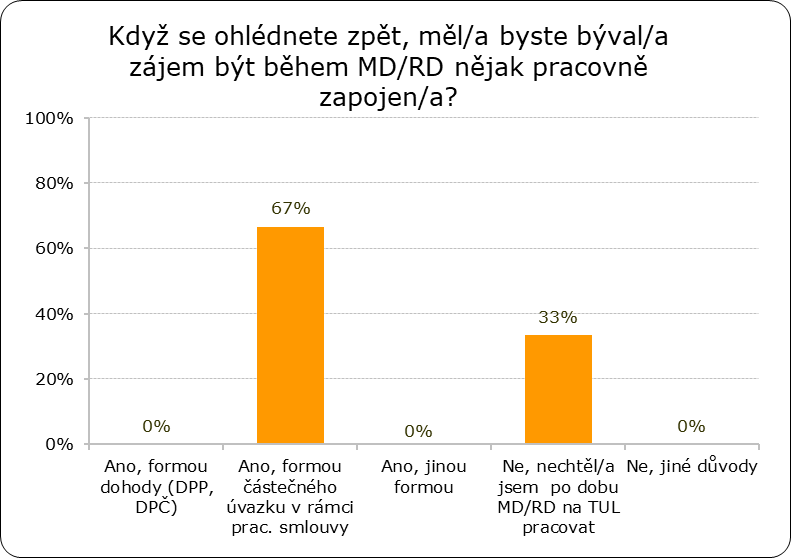 Když se ohlédnete zpět, měl/a byste býval/a
zájem být během MD/RD nějak pracovně
zapojen/a?
100%
80%
60%
40%
20%
0%
0%
67%
0%
33%
0%
Ano, formou
dohody (DPP,
DPČ)
Ano, formou
částečného
úvazku v rámci
prac. smlouvy
Ano, jinou
formou
Ne, nechtěl/a
jsem  po dobu
MD/RD na TUL
pracovat
Ne, jiné důvody